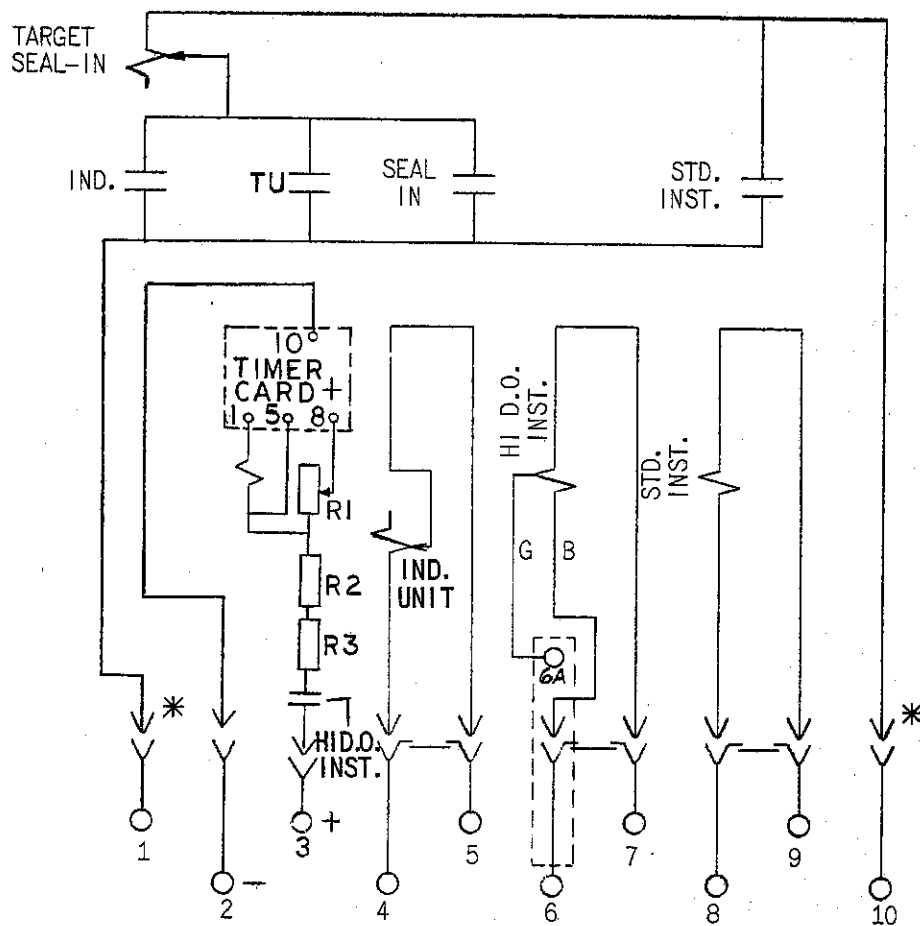 TARGET
SEAL-IN
IND.
TU
SEAL
IN
STD.
INST.
10
TIMER
CARD +
1 5 8
R1
HI D.O.
INST.
STD.
INST.
G B
IND.
UNIT
R2
R3
6A
*
*
HI D.O.
INST.
1
3 +
5
7
9
2 -
4
6
8
10